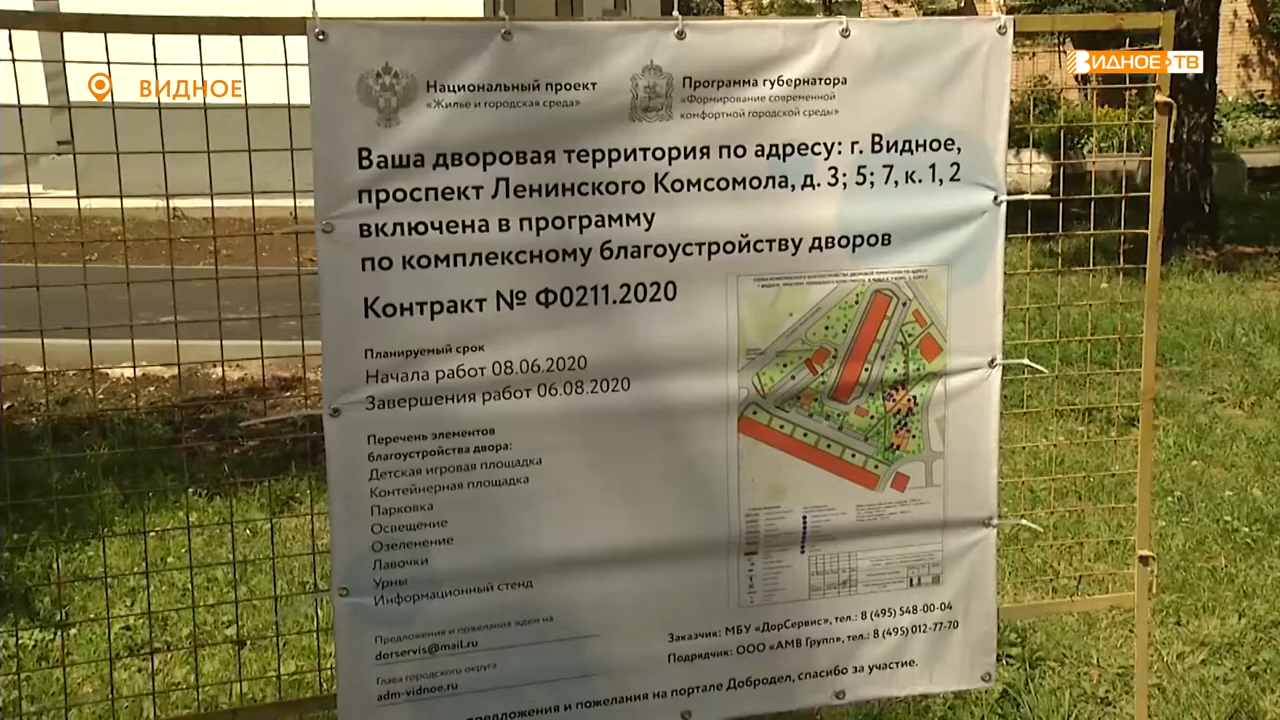 ВИДНОЕ
ВИДНОЕ ТВ
Национальный проект
«Жилье и городская среда»
Программа губернатора
«Формирование современной
комфортной городской среды»
Ваша дворовая территория по адресу: г. Видное,
проспект Ленинского Комсомола, д. 3; 5; 7, к. 1, 2
включена в программу
по комплексному благоустройству дворов
Контракт № Ф0211.2020
Планируемый срок
Начала работ 08.06.2020
Завершения работ 06.08.2020
Перечень элементов
благоустройства двора:
Детская игровая площадка
Контейнерная площадка
Парковка
Освещение
Озеленение
Лавочки
Урны
Информационный стенд
Предложения и пожелания ждем на
dorservis@mail.ru
Глава городского округа
adm-vidnoe.ru
Заказчик: МБУ «ДорСервис», тел.: 8 (495) 548-00-04
Подрядчик: ООО «АМВ Групп», тел.: 8 (495) 012-77-70
предложения и пожелания на портале Добродел, спасибо за участие.